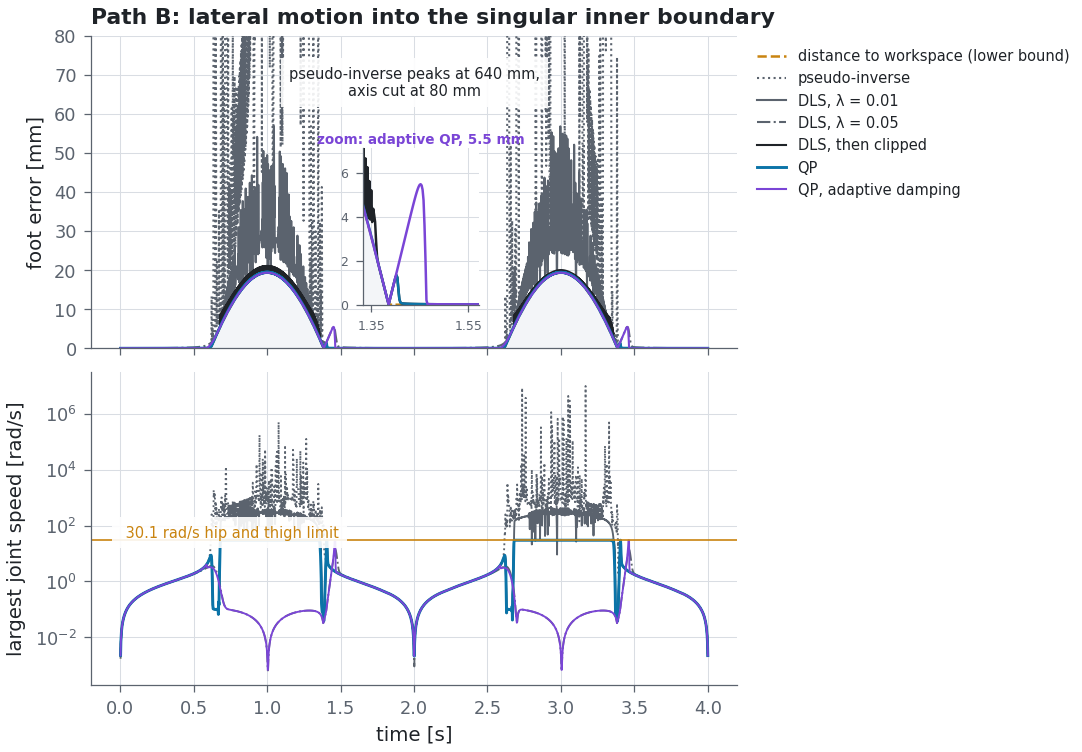 Path B: lateral motion into the singular inner boundary
foot error [mm]
80
70
60
50
40
30
20
10
0
pseudo-inverse peaks at 640 mm,
axis cut at 80 mm
zoom: adaptive QP, 5.5 mm
6
4
2
0
1.35 1.55
distance to workspace (lower bound)
pseudo-inverse
DLS, λ = 0.01
DLS, λ = 0.05
DLS, then clipped
QP
QP, adaptive damping
largest joint speed [rad/s]
10⁶
10⁴
10²
10⁰
10⁻²
30.1 rad/s hip and thigh limit
0.0 0.5 1.0 1.5 2.0 2.5 3.0 3.5 4.0
time [s]